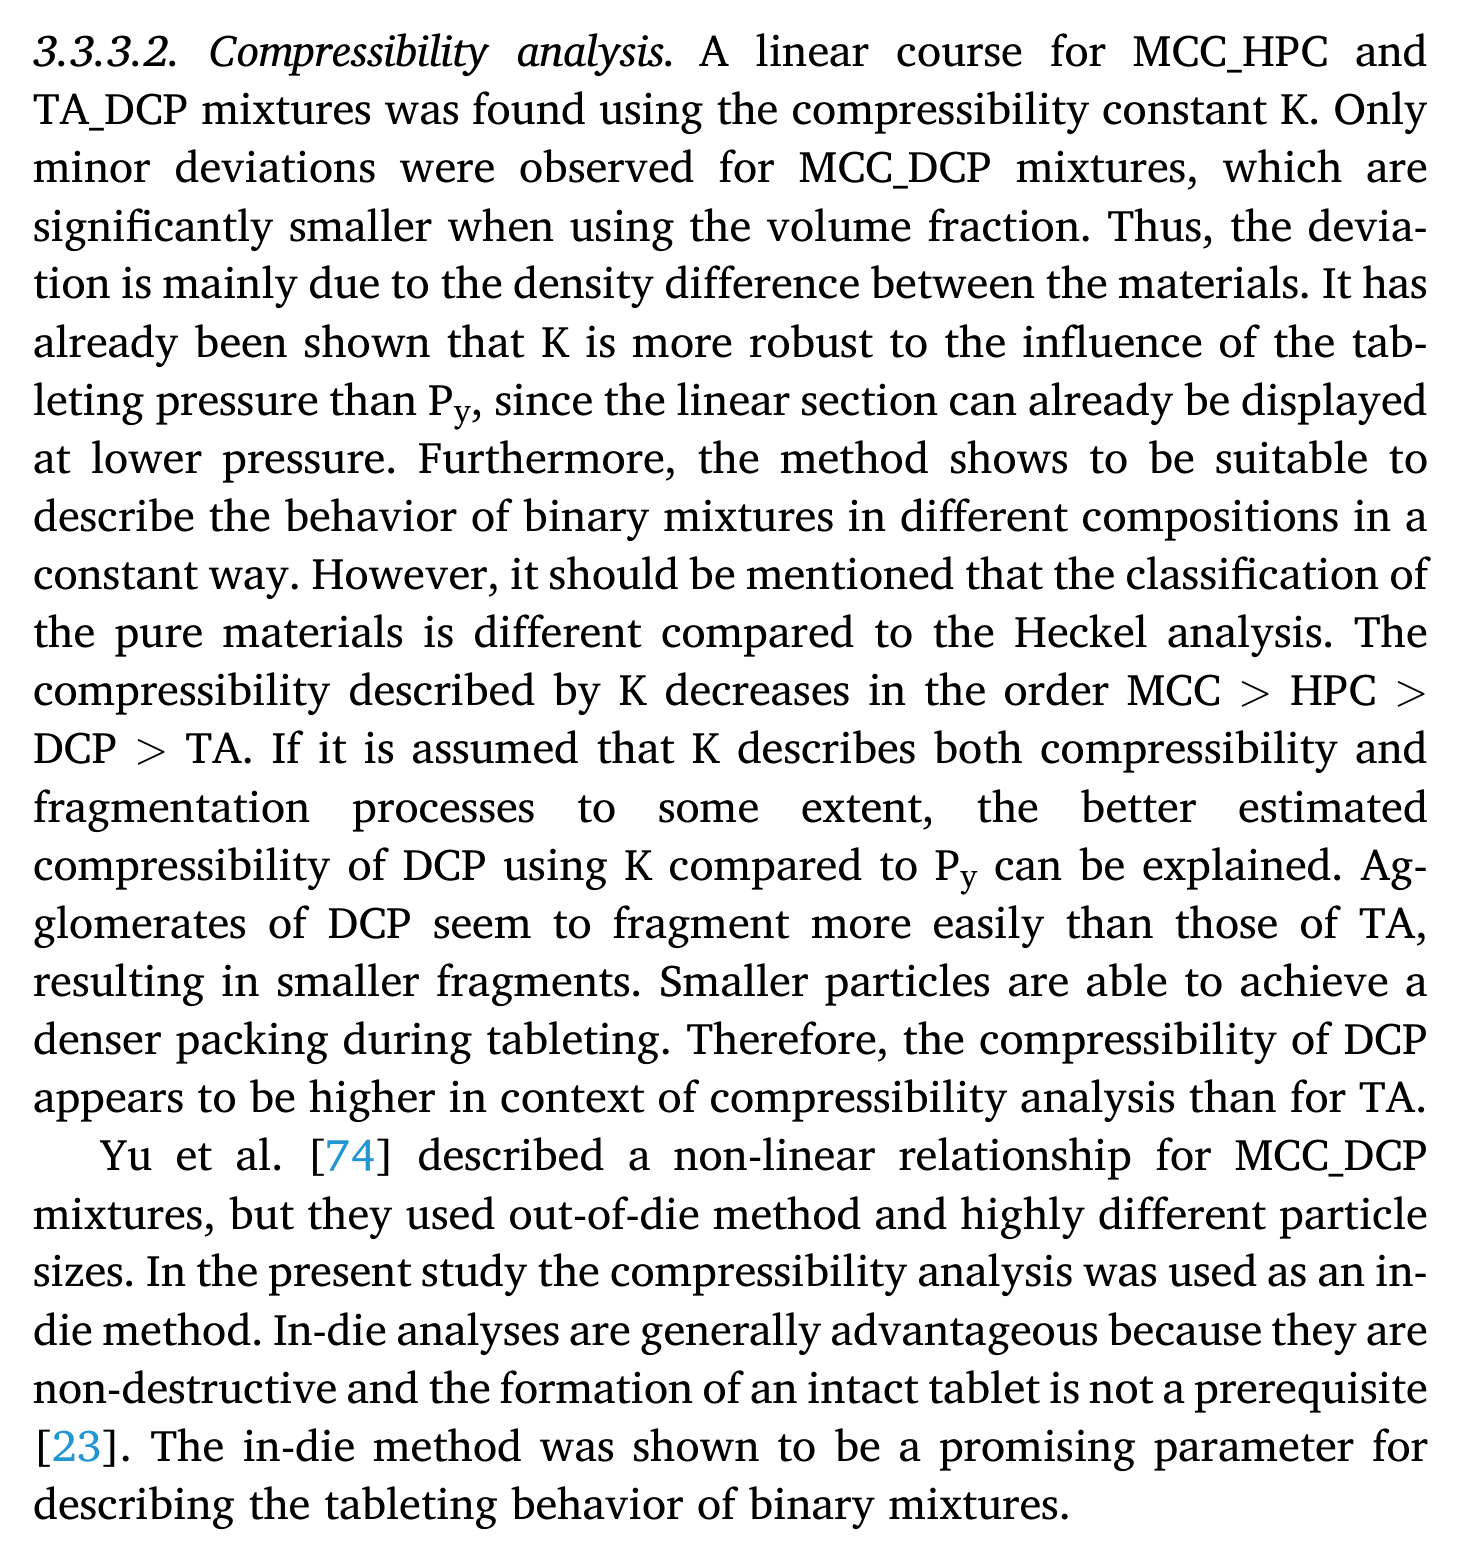 3.3.3.2. Compressibility analysis. A linear course for MCC_HPC and
TA_DCP mixtures was found using the compressibility constant K. Only
minor deviations were observed for MCC_DCP mixtures, which are
significantly smaller when using the volume fraction. Thus, the devia-
tion is mainly due to the density difference between the materials. It has
already been shown that K is more robust to the influence of the tab-
leting pressure than Py, since the linear section can already be displayed
at lower pressure. Furthermore, the method shows to be suitable to
describe the behavior of binary mixtures in different compositions in a
constant way. However, it should be mentioned that the classification of
the pure materials is different compared to the Heckel analysis. The
compressibility described by K decreases in the order MCC > HPC >
DCP > TA. If it is assumed that K describes both compressibility and
fragmentation processes to some extent, the better estimated
compressibility of DCP using K compared to Py can be explained. Ag-
glomerates of DCP seem to fragment more easily than those of TA,
resulting in smaller fragments. Smaller particles are able to achieve a
denser packing during tableting. Therefore, the compressibility of DCP
appears to be higher in context of compressibility analysis than for TA.
Yu et al. [74] described a non-linear relationship for MCC_DCP
mixtures, but they used out-of-die method and highly different particle
sizes. In the present study the compressibility analysis was used as an in-
die method. In-die analyses are generally advantageous because they are
non-destructive and the formation of an intact tablet is not a prerequisite
[23]. The in-die method was shown to be a promising parameter for
describing the tableting behavior of binary mixtures.